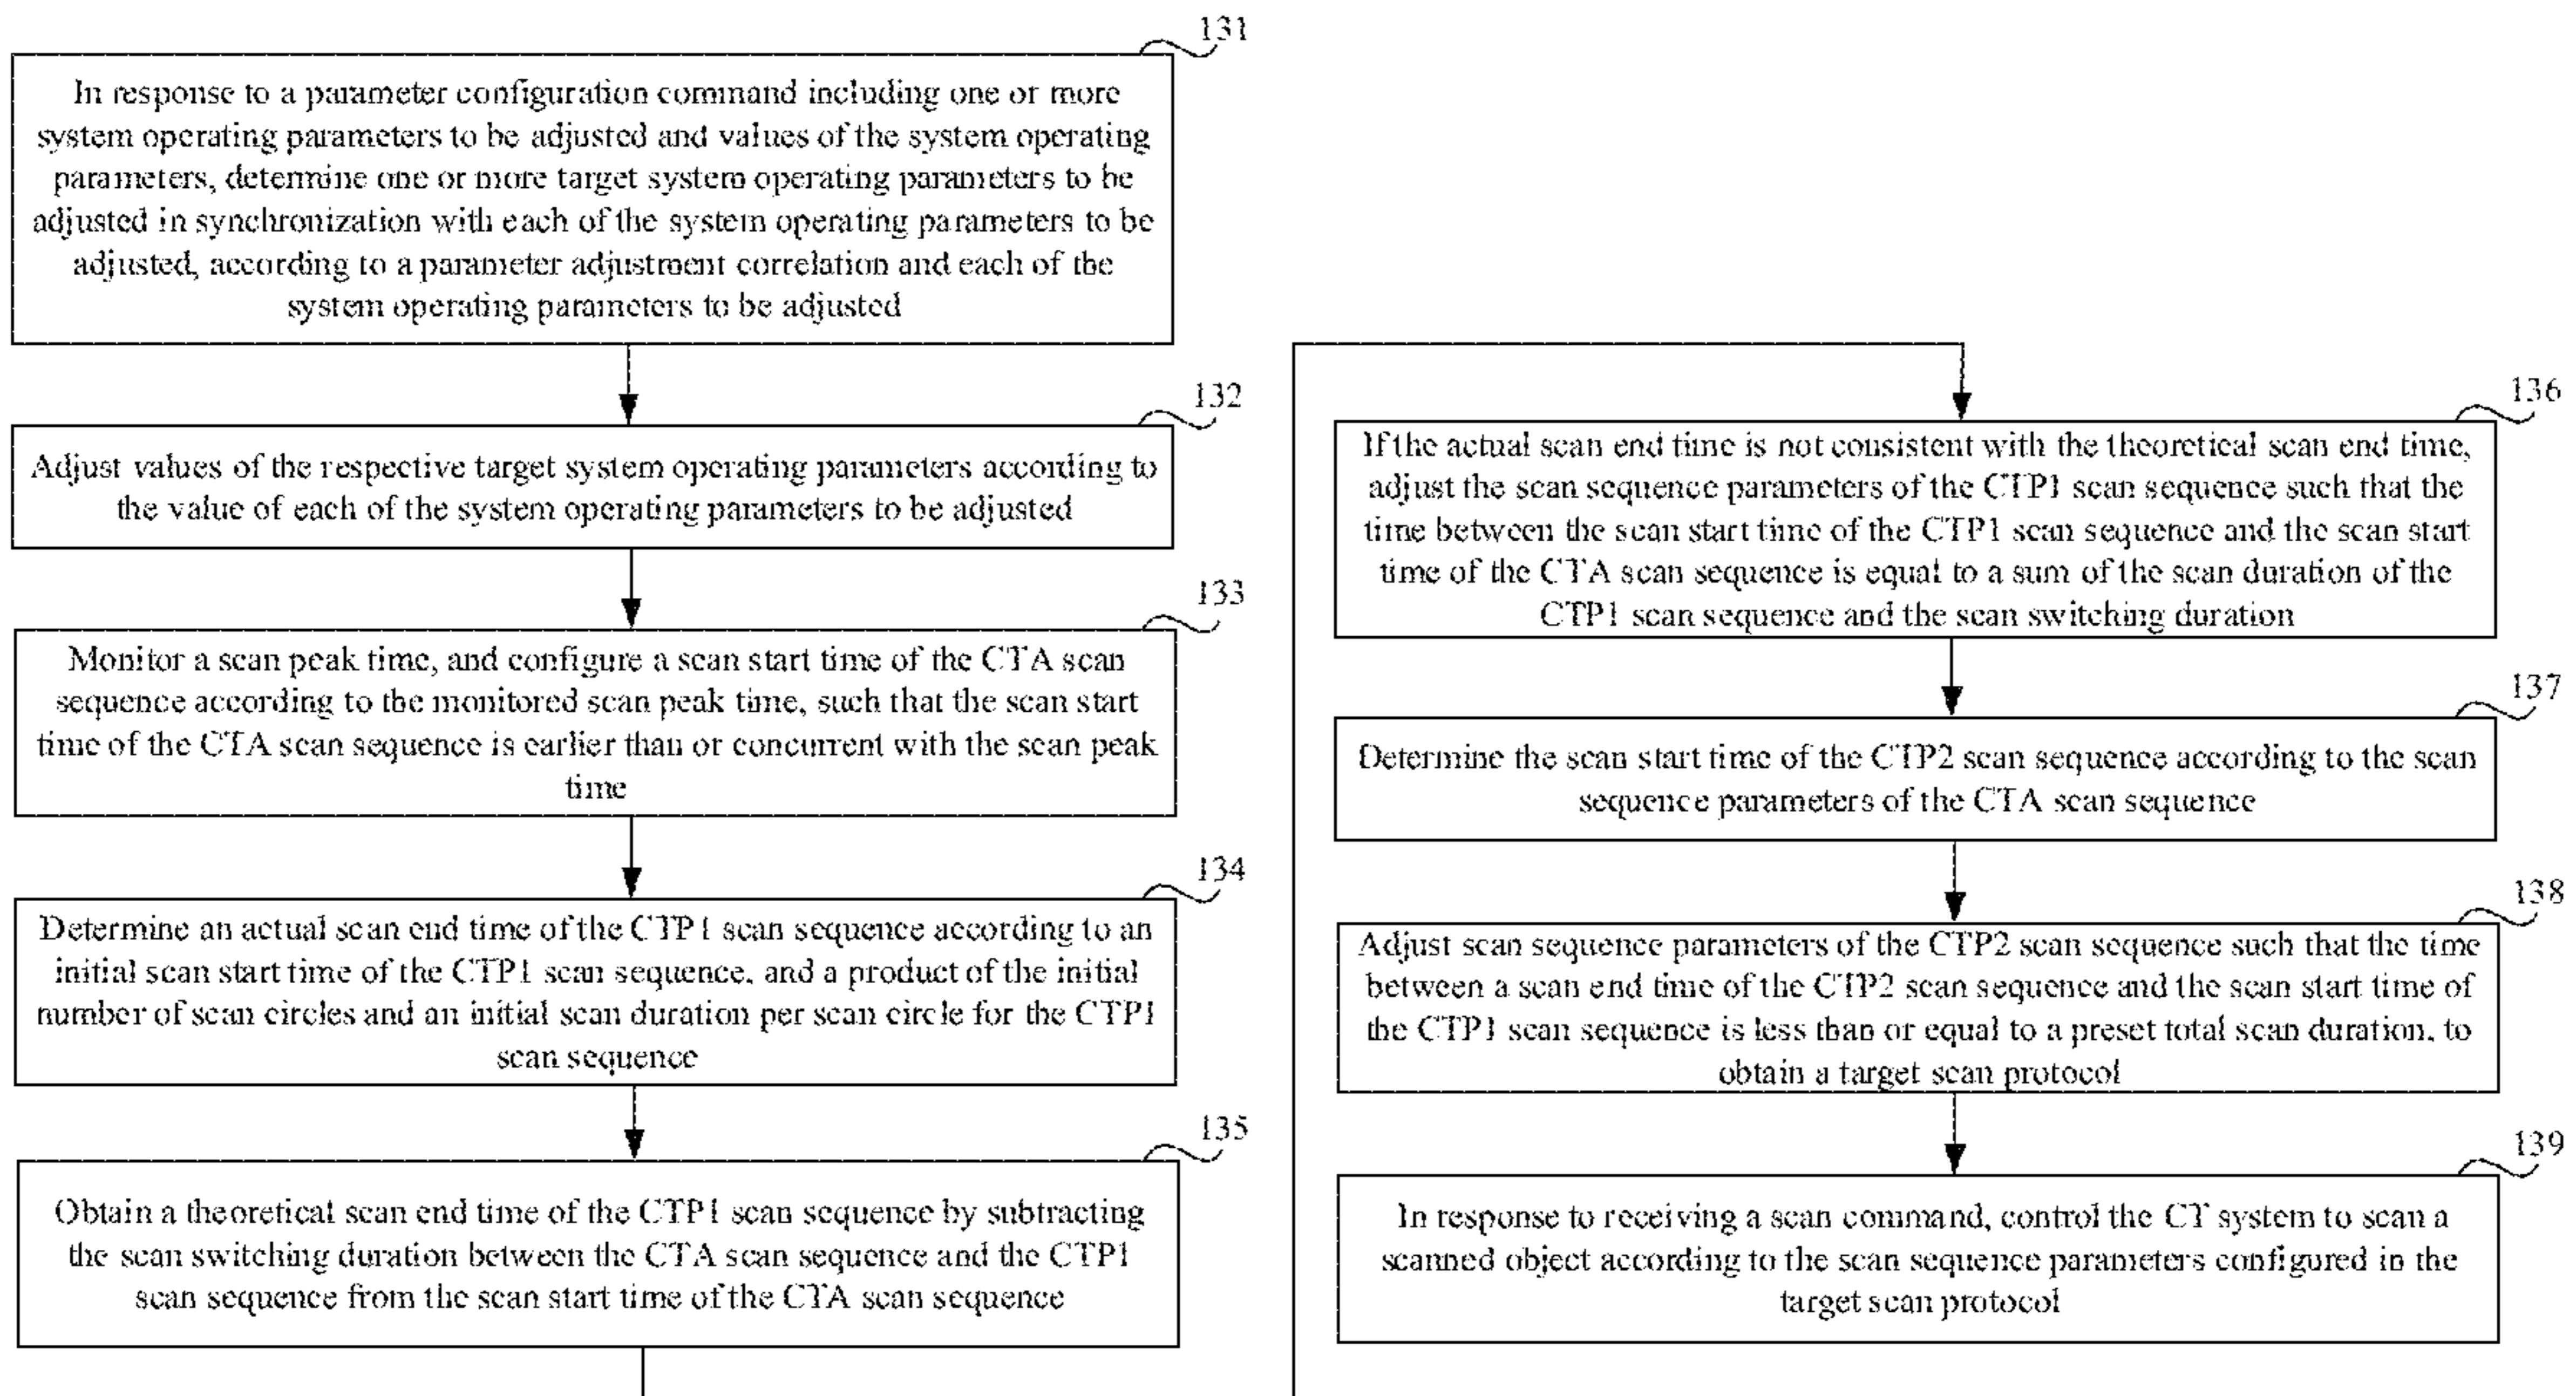 131
In response to a parameter configuration command including one or more
system operating parameters to be adjusted and values of the system operating
parameters, determine one or more target system operating parameters to be
adjusted in synchronization with each of the system operating parameters to be
adjusted, according to a parameter adjustment correlation and each of the
system operating parameters to be adjusted
132
Adjust values of the respective target system operating parameters according to
the value of each of the system operating parameters to be adjusted
133
Monitor a scan peak time, and configure a scan start time of the CTA scan
sequence according to the monitored scan peak time, such that the scan start
time of the CTA scan sequence is earlier than or concurrent with the scan peak
time
134
Determine an actual scan end time of the CTP1 scan sequence according to an
initial scan start time of the CTP1 scan sequence, and a product of the initial
number of scan circles and an initial scan duration per scan circle for the CTP1
scan sequence
135
Obtain a theoretical scan end time of the CTP1 scan sequence by subtracting
the scan switching duration between the CTA scan sequence and the CTP1
scan sequence from the scan start time of the CTA scan sequence
136
If the actual scan end time is not consistent with the theoretical scan end time,
adjust the scan sequence parameters of the CTP1 scan sequence such that the
time between the scan start time of the CTP1 scan sequence and the scan start
time of the CTA scan sequence is equal to a sum of the scan duration of the
CTP1 scan sequence and the scan switching duration
137
Determine the scan start time of the CTP2 scan sequence according to the scan
sequence parameters of the CTA scan sequence
138
Adjust scan sequence parameters of the CTP2 scan sequence such that the time
between a scan end time of the CTP2 scan sequence and the scan start time of
the CTP1 scan sequence is less than or equal to a preset total scan duration, to
obtain a target scan protocol
139
In response to receiving a scan command, control the CT system to scan a
scanned object according to the scan sequence parameters configured in the
target scan protocol